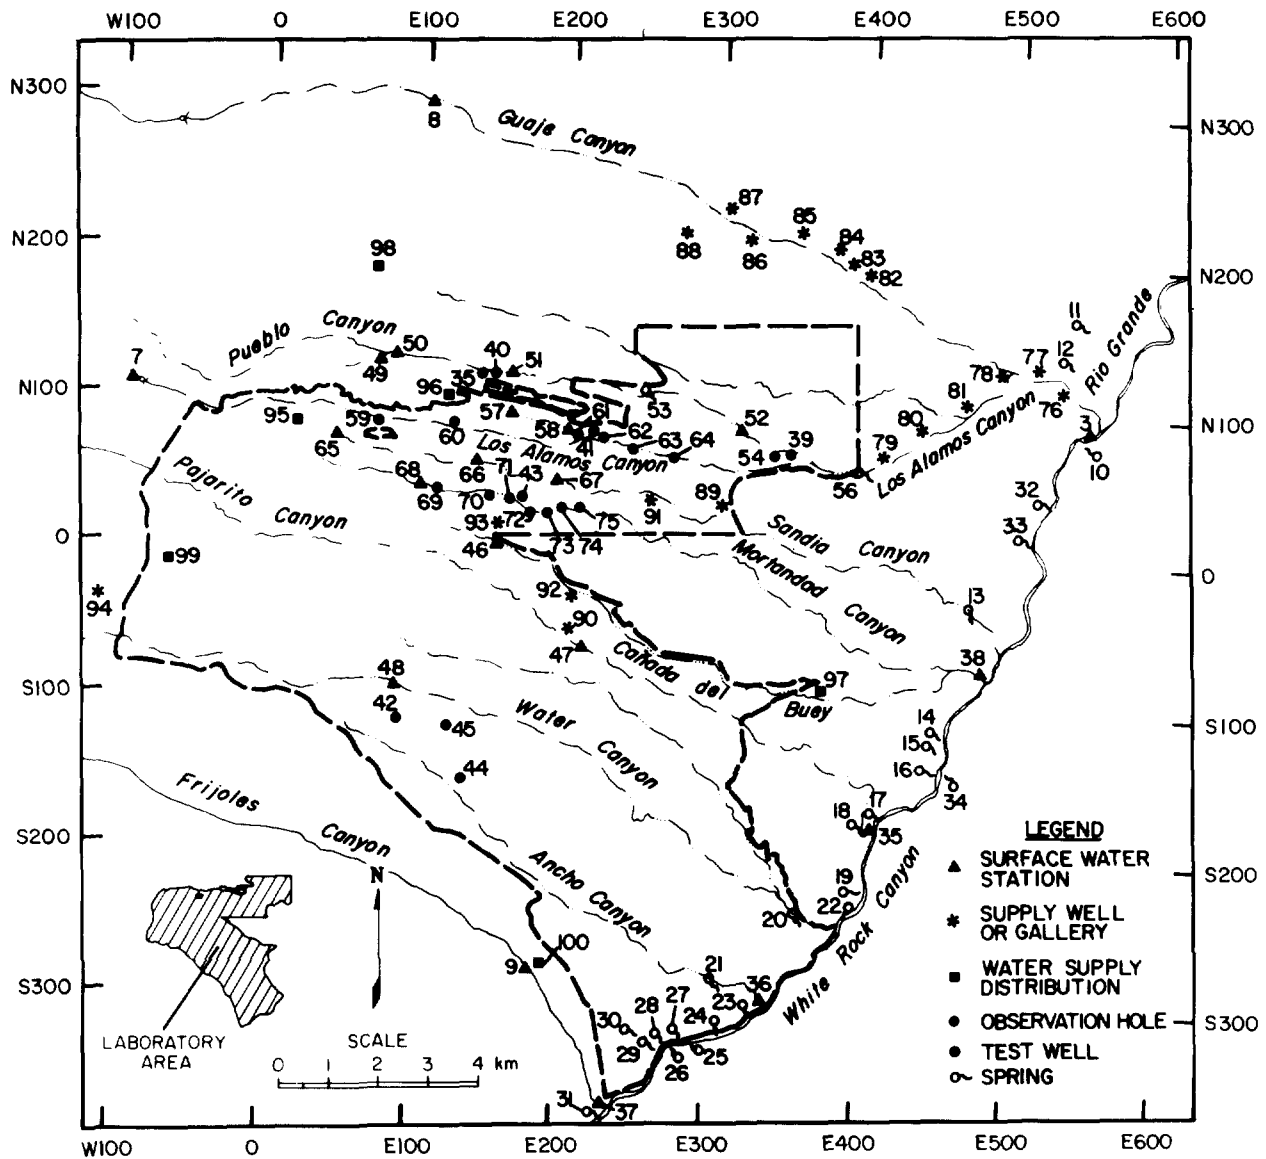 W100 0 E100 E200 E300 E400 E500 E600
N300
N300
8
Guaje Canyon
87
85
84
83
82
88
86
N200
N200
98
11
12
Rio Grande
Pueblo Canyon
50
40
51
7
49
35
77
78
N100
96
53
81
76
95
59
57
61
52
80
3
N100
60
58
41
62
63
64
39
79
10
65
Los Alamos Canyon
54
56
Los Alamos Canyon
66
71
43
67
68
69
70
89
32
Pajarito Canyon
93
72
91
33
0
46
73
74
75
Sandia Canyon
99
Mortandad Canyon
0
94
92
90
13
47
Cañada del Buey
38
48
97
S100
42
45
Water Canyon
14
15
S100
44
16
34
Frijoles Canyon
18
17
35
S200
LEGEND
SURFACE WATER
STATION
Ancho Canyon
N
19
S200
20
22
SUPPLY WELL
OR GALLERY
White Rock Canyon
100
9
21
36
WATER SUPPLY
DISTRIBUTION
S300
27
28
23
24
30
OBSERVATION HOLE
S300
LABORATORY
AREA
SCALE
29
25
TEST WELL
26
0 1 2 3 4 km
SPRING
31
37
W100 0 E100 E200 E300 E400 E500 E600